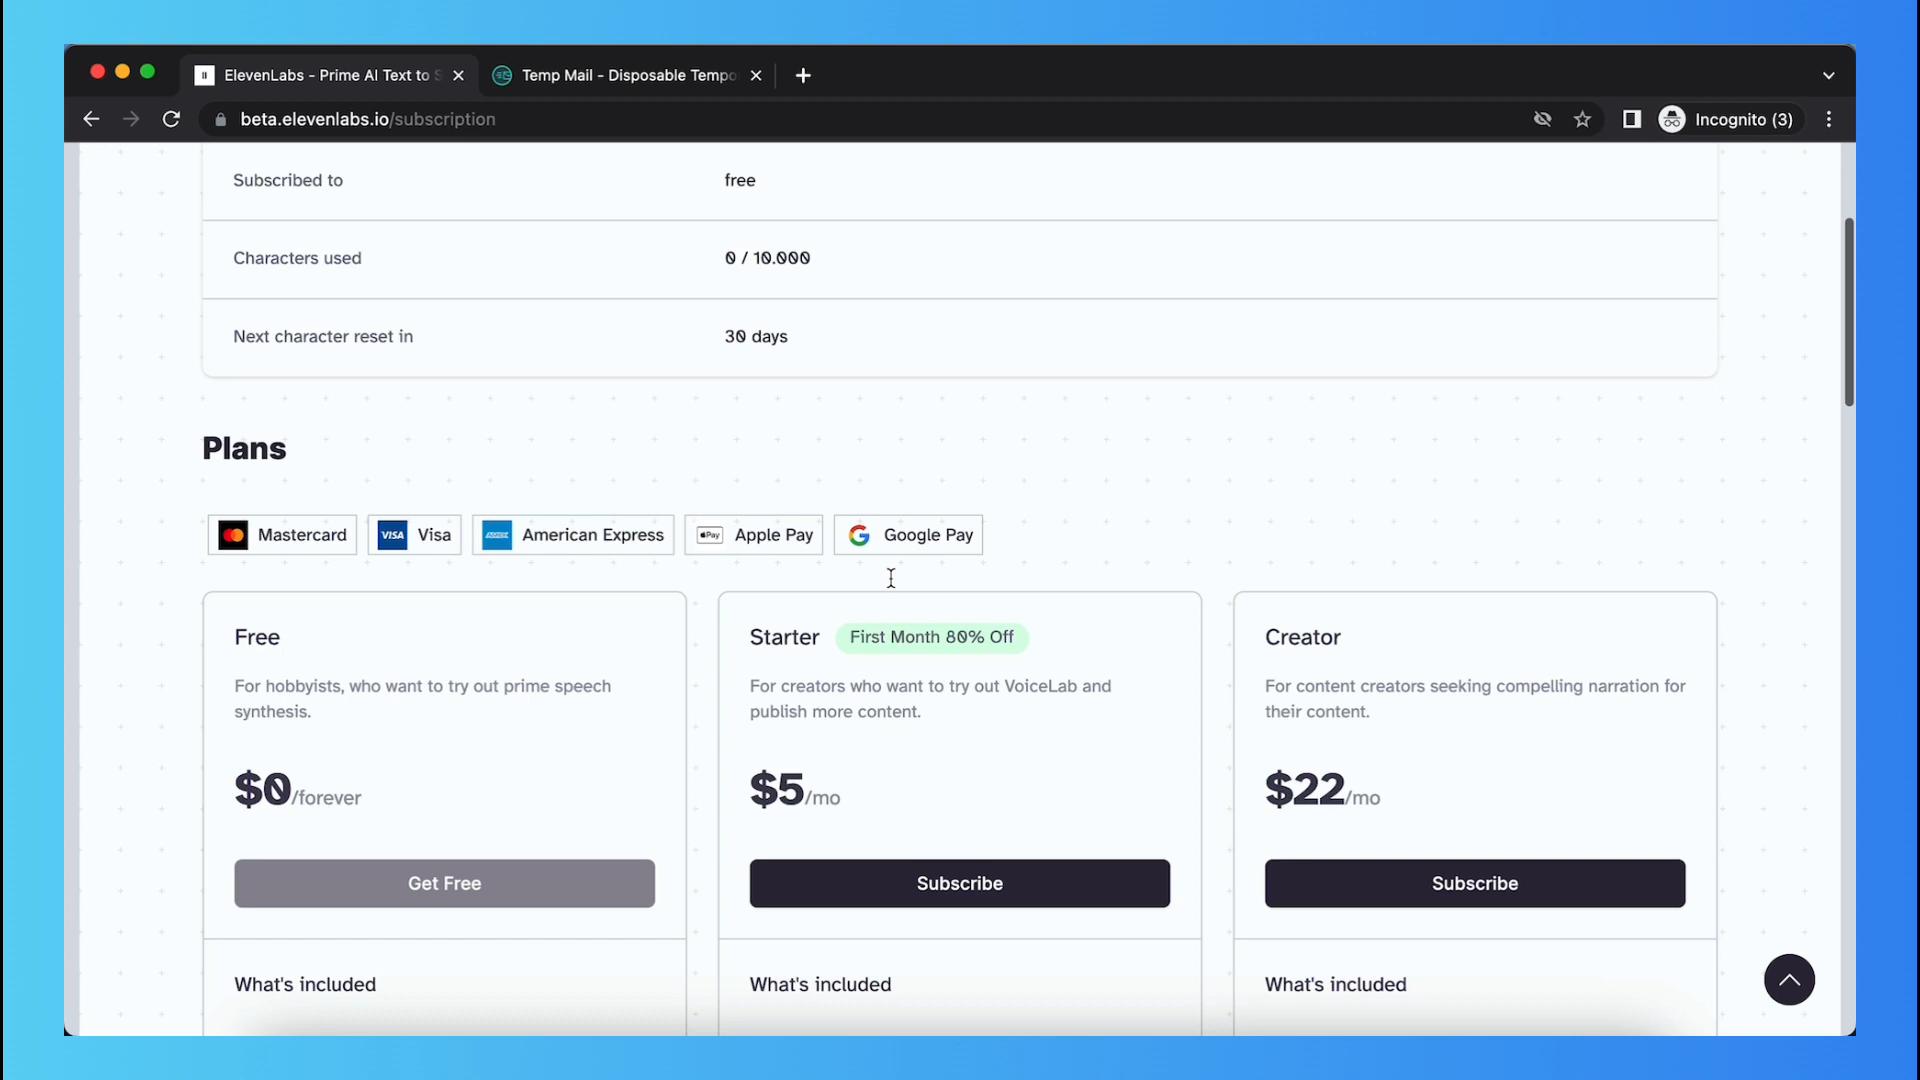 ElevenLabs - Prime AI Text to S
Temp Mail - Disposable Tempo
beta.elevenlabs.io/subscription
Incognito (3)
Subscribed to
free
Characters used
0 / 10.000
Next character reset in
30 days
Plans
Mastercard
VISA Visa
AMEX American Express
Pay Apple Pay
Google Pay
Free
For hobbyists, who want to try out prime speech
synthesis.
$0/forever
Get Free
What's included
Starter
First Month 80% Off
For creators who want to try out VoiceLab and
publish more content.
$5/mo
Subscribe
What's included
Creator
For content creators seeking compelling narration for
their content.
$22/mo
Subscribe
What's included